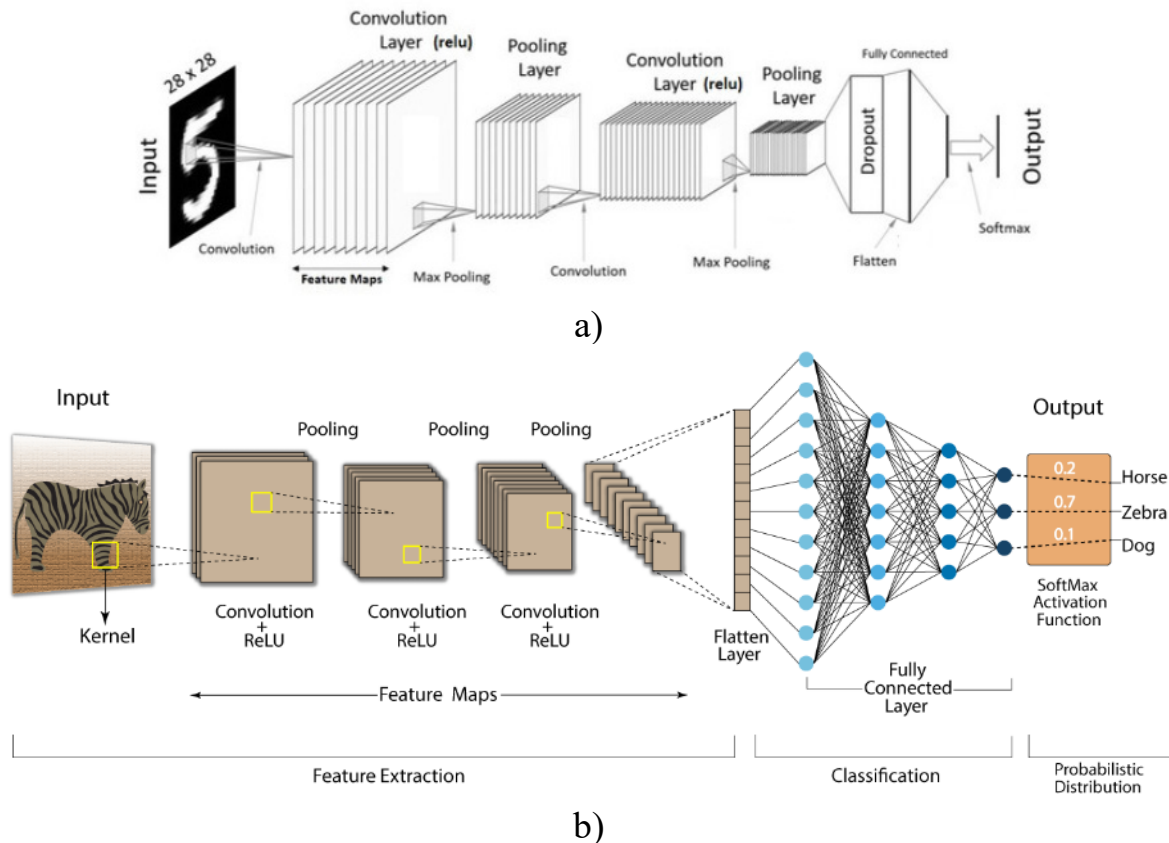 Convolution
Layer (relu)
Pooling
Layer
Convolution
Layer (relu)
Pooling
Layer
Fully Connected
28 x 28
Input
Dropout
Output
Convolution
Feature Maps
Max Pooling
Convolution
Max Pooling
Flatten
Softmax
a)
Input
Pooling
Pooling
Pooling
Output
0.2
Horse
0.7
Zebra
0.1
Dog
Kernel
Convolution
+
ReLU
Convolution
+
ReLU
Convolution
+
ReLU
Flatten
Layer
SoftMax
Activation
Function
Feature Maps
Fully
Connected
Layer
Feature Extraction
Classification
Probabilistic
Distribution
b)